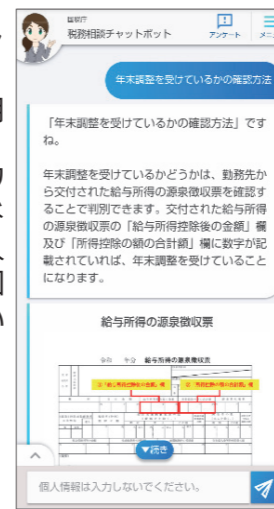 国税庁
税務相談チャットボット
アンケート
メニ
年末調整を受けているかの確認方法
「年末調整を受けているかの確認方法」です
ね。
年末調整を受けているかどうかは、勤務先か
ら交付された給与所得の源泉徴収票を確認す
ることで判別できます。交付された給与所得
の源泉徴収票の「給与所得控除後の金額」欄
及び「所得控除の額の合計額」欄に数字が記
載されていれば、年末調整を受けていること
になります。
給与所得の源泉徴収票
令和 年分 給与所得の源泉徴収票
▼続き
個人情報は入力しないでください。